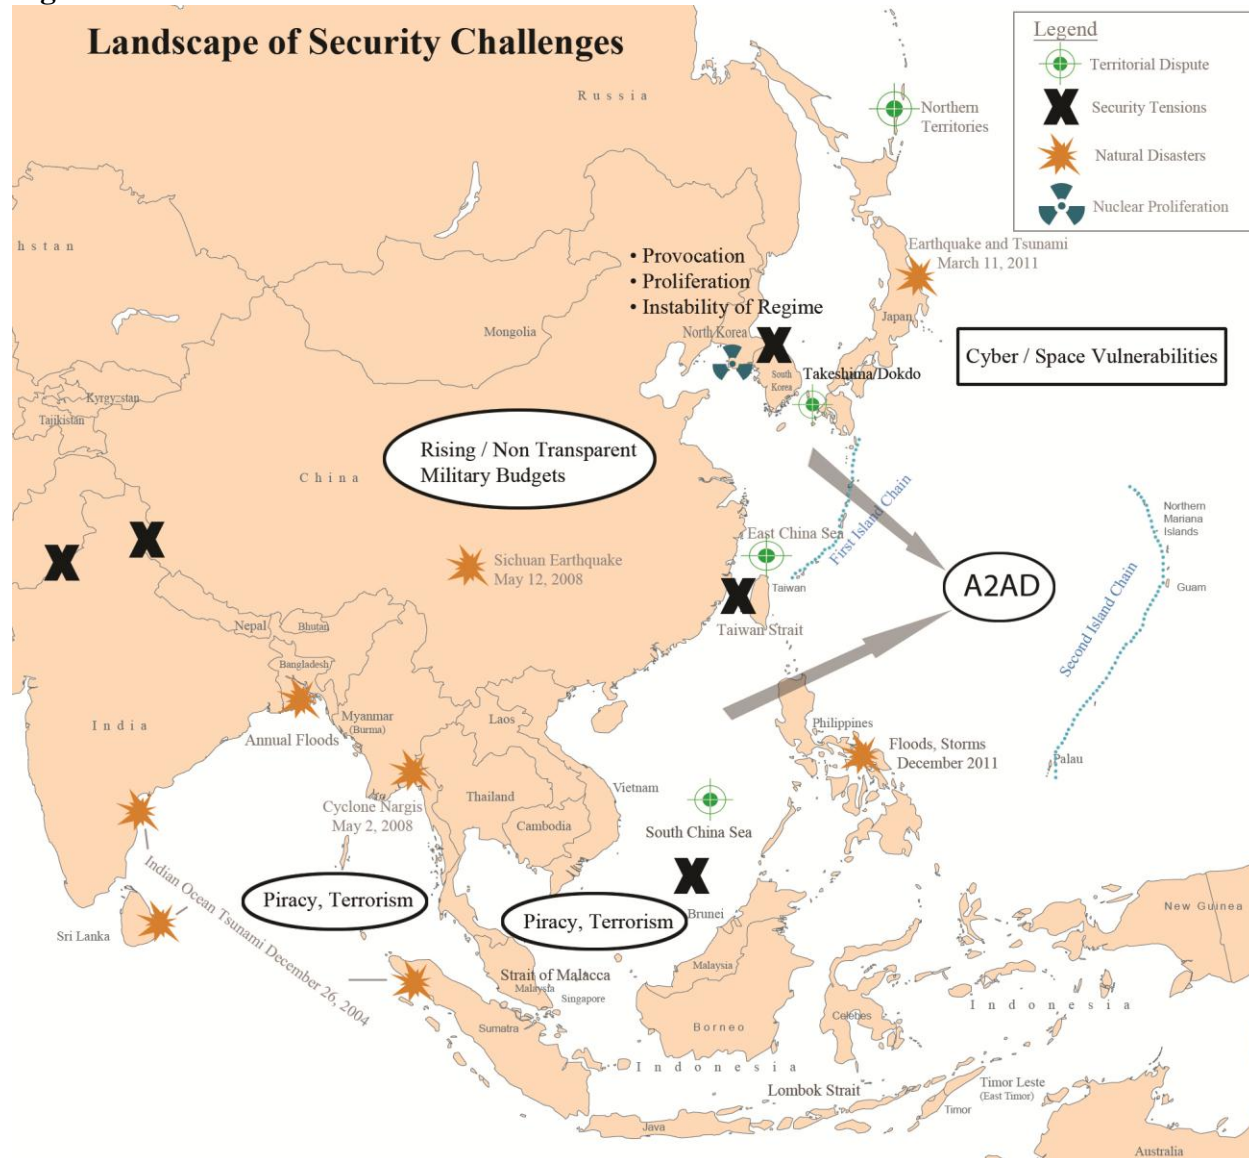 Landscape of Security Challenges
Legend
Territorial Dispute
Security Tensions
Natural Disasters
Nuclear Proliferation
Russia
Northern
Territories
hstan
Earthquake and Tsunami
March 11, 2011
• Provocation
• Proliferation
• Instability of Regime
Mongolia
North Korea
Japan
Cyber / Space Vulnerabilities
South
Korea
Takeshima/Dokdo
Kyrgyzstan
Tajikistan
Rising / Non Transparent
Military Budgets
China
First Island Chain
Northern
Mariana
Islands
East China Sea
Sichuan Earthquake
May 12, 2008
Taiwan
A2AD
Guam
Taiwan Strait
Second Island Chain
Nepal
Bhutan
Bangladesh
India
Myanmar
(Burma)
Laos
Annual Floods
Philippines
Floods, Storms
December 2011
Palau
Thailand
Vietnam
Cyclone Nargis
May 2, 2008
Cambodia
South China Sea
Indian Ocean Tsunami December 26, 2004
Piracy, Terrorism
Piracy, Terrorism
Brunei
New Guinea
Sri Lanka
Strait of Malacca
Malaysia
Singapore
Malaysia
Indonesia
Sumatra
Borneo
Celebes
Indonesia
Lombok Strait
Timor Leste
(East Timor)
Timor
Java
Australia